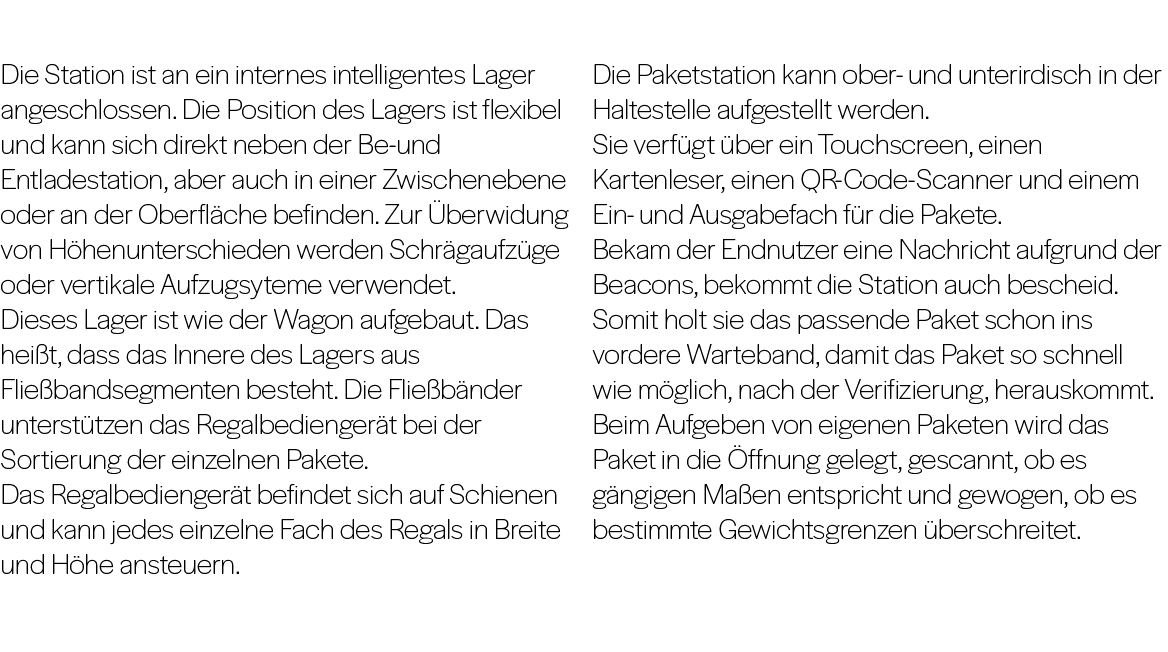 Die Station ist an ein internes intelligentes Lager
angeschlossen. Die Position des Lagers ist flexibel
und kann sich direkt neben der Be-und
Entladestation, aber auch in einer Zwischenebene
oder an der Oberfläche befinden. Zur Überwidung
von Höhenunterschieden werden Schrägaufzüge
oder vertikale Aufzugsyteme verwendet.
Dieses Lager ist wie der Wagon aufgebaut. Das
heißt, dass das Innere des Lagers aus
Fließbandsegmenten besteht. Die Fließbänder
unterstützen das Regalbediengerät bei der
Sortierung der einzelnen Pakete.
Das Regalbediengerät befindet sich auf Schienen
und kann jedes einzelne Fach des Regals in Breite
und Höhe ansteuern.
Die Paketstation kann ober- und unterirdisch in der
Haltestelle aufgestellt werden.
Sie verfügt über ein Touchscreen, einen
Kartenleser, einen QR-Code-Scanner und einem
Ein- und Ausgabefach für die Pakete.
Bekam der Endnutzer eine Nachricht aufgrund der
Beacons, bekommt die Station auch bescheid.
Somit holt sie das passende Paket schon ins
vordere Warteband, damit das Paket so schnell
wie möglich, nach der Verifizierung, herauskommt.
Beim Aufgeben von eigenen Paketen wird das
Paket in die Öffnung gelegt, gescannt, ob es
gängigen Maßen entspricht und gewogen, ob es
bestimmte Gewichtsgrenzen überschreitet.